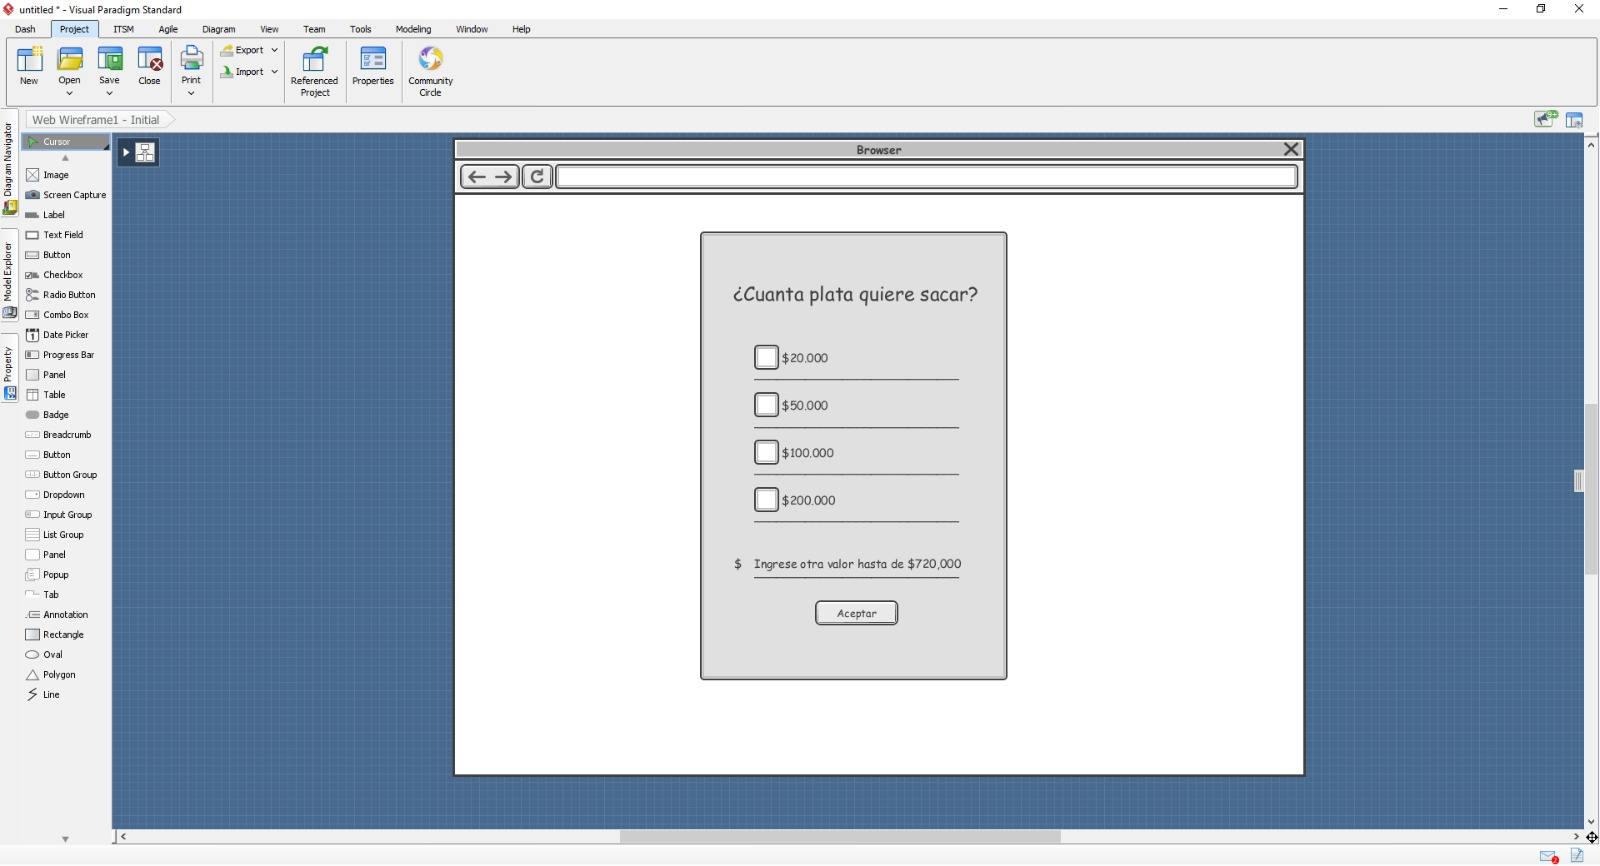 untitled * - Visual Paradigm Standard
Dash Project ITSM Agile Diagram View Team Tools Modeling Window Help
New Open Save Close Print Export Import Referenced Project Properties Community Circle
Web Wireframe1 - Initial
Diagram Navigator
Model Explorer
Property
Cursor
Image
Screen Capture
Label
Text Field
Button
Checkbox
Radio Button
Combo Box
Date Picker
Progress Bar
Panel
Table
Badge
Breadcrumb
Button
Button Group
Dropdown
Input Group
List Group
Panel
Popup
Tab
Annotation
Rectangle
Oval
Polygon
Line
Browser
¿Cuanta plata quiere sacar?
$20.000
$50.000
$100.000
$200.000
$ Ingrese otra valor hasta de $720,000
Aceptar